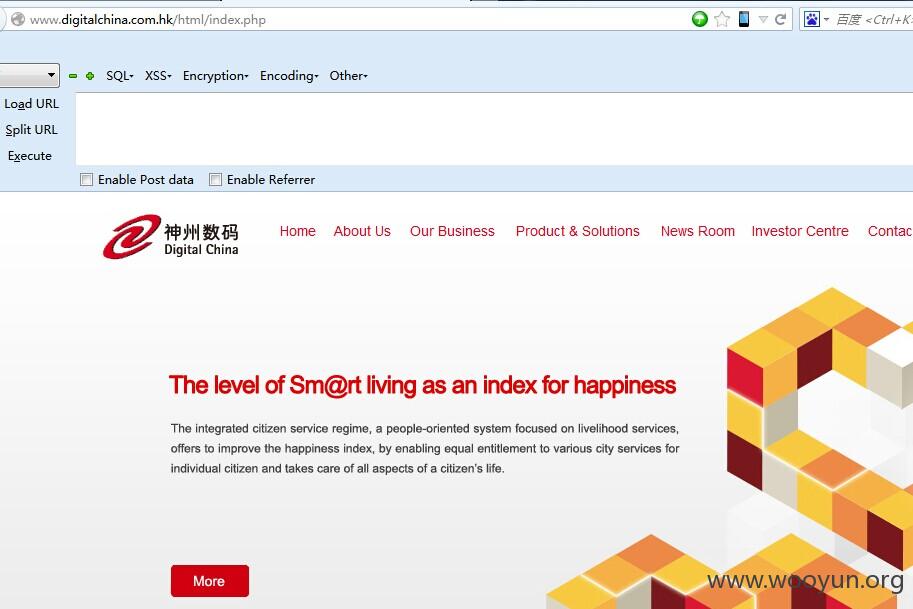 www.digitalchina.com.hk/html/index.php
百度 <Ctrl+K>
SQL- XSS- Encryption- Encoding- Other-
Load URL
Split URL
Execute
Enable Post data Enable Referrer
神州数码
Digital China
Home About Us Our Business Product & Solutions News Room Investor Centre Contac
The level of Sm@rt living as an index for happiness
The integrated citizen service regime, a people-oriented system focused on livelihood services,
offers to improve the happiness index, by enabling equal entitlement to various city services for
individual citizen and takes care of all aspects of a citizen's life.
More
www.wooyun.org